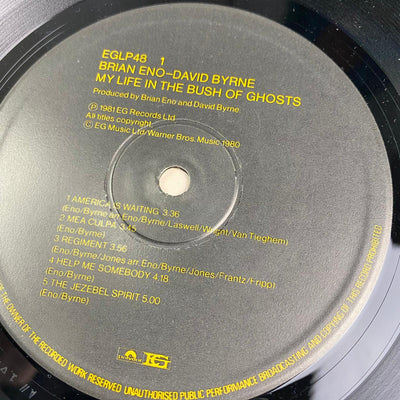 EGLP48 1
BRIAN ENO-DAVID BYRNE
MY LIFE IN THE BUSH OF GHOSTS
Produced by Brian Eno and David Byrne
℗ 1981 EG Records Ltd
All titles copyright,
© EG Music Ltd/Warner Bros. Music 1980
1 AMERICA IS WAITING 3.36
(Eno/Byrne arr.Eno/Byrne/Laswell/Wright/Van Tieghem)
2 MEA CULPA 3.45
(Eno/Byrne)
3 REGIMENT 3.56
(Eno/Byrne/Jones arr.Eno/Byrne/Jones/Frantz/Fripp)
4 HELP ME SOMEBODY 4.18
(Eno/Byrne)
5 THE JEZEBEL SPIRIT 5.00
(Eno/Byrne)
OF THE OWNER OF THE RECORDED WORK RESERVED UNAUTHORISED PUBLIC PERFORMANCE BROADCASTING AND COPYING OF THIS RECORD PROHIBITED